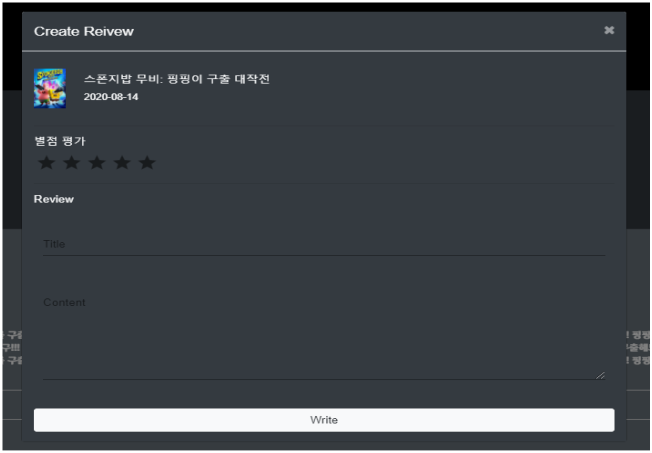 Create Reivew
✖
스폰지밥 무비: 핑핑이 구출 대작전
2020-08-14
별점 평가
Review
Title
Content
Write